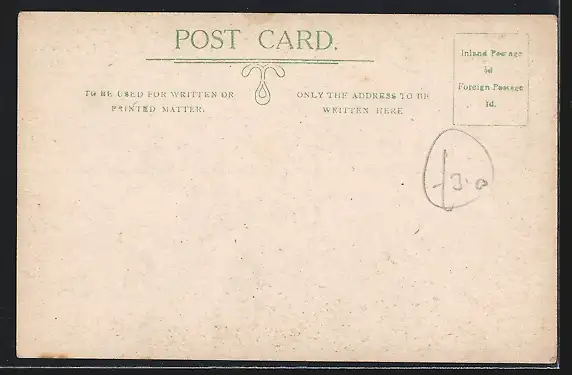 POST CARD.
TO BE USED FOR WRITTEN OR
PRINTED MATTER.
ONLY THE ADDRESS TO BE
WRITTEN HERE
Inland Postage
½d
Foreign Postage
1d.